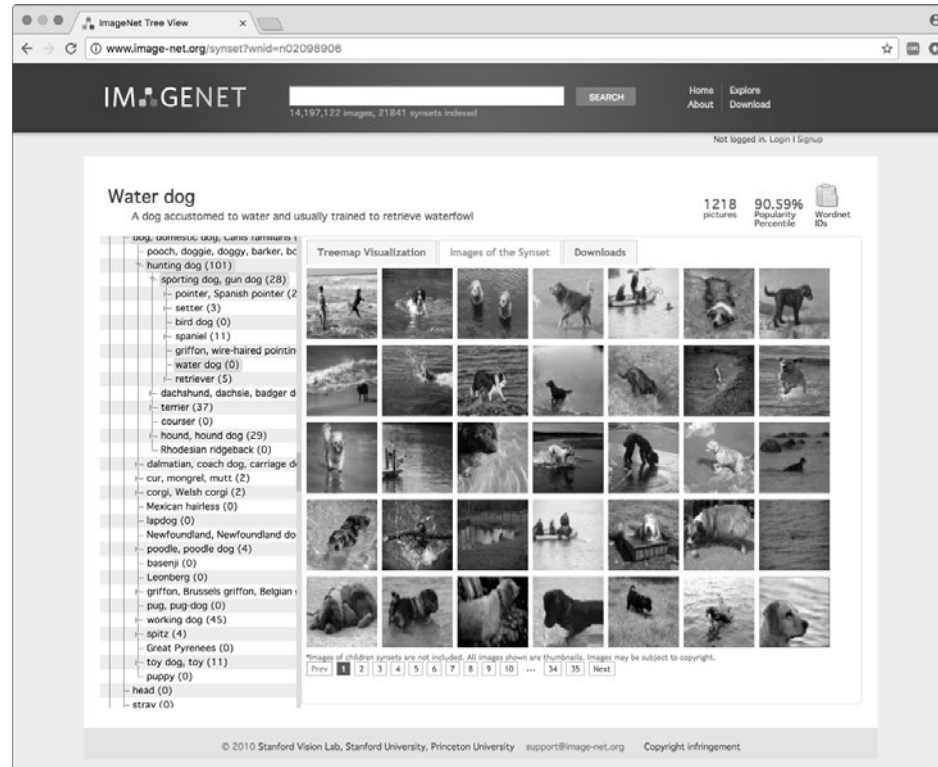 ImageNet Tree View
www.image-net.org/synset?wnid=n02098906
IMAGENET
SEARCH
14,197,122 images, 21841 synsets indexed
Home Explore
About Download
Not logged in. Login | Signup
Water dog
A dog accustomed to water and usually trained to retrieve waterfowl
1218
pictures
90.59%
Popularity
Percentile
Wordnet
IDs
dog, domestic dog, Canis familiaris (
pooch, doggie, doggy, barker, bo
hunting dog (101)
sporting dog, gun dog (28)
pointer, Spanish pointer (2
setter (3)
bird dog (0)
spaniel (11)
griffon, wire-haired pointin
water dog (0)
retriever (5)
dachshund, dachsie, badger d
terrier (37)
courser (0)
hound, hound dog (29)
Rhodesian ridgeback (0)
dalmatian, coach dog, carriage do
cur, mongrel, mutt (2)
corgi, Welsh corgi (2)
Mexican hairless (0)
lapdog (0)
Newfoundland, Newfoundland do
poodle, poodle dog (4)
basenji (0)
Leonberg (0)
griffon, Brussels griffon, Belgian
pug, pug-dog (0)
working dog (45)
spitz (4)
Great Pyrenees (0)
toy dog, toy (11)
puppy (0)
head (0)
stray (0)
Treemap Visualization Images of the Synset Downloads
*Images of children synsets are not included. All images shown are thumbnails. Images may be subject to copyright.
Prev 1 2 3 4 5 6 7 8 9 10 ... 34 35 Next
© 2010 Stanford Vision Lab, Stanford University, Princeton University support@image-net.org Copyright infringement